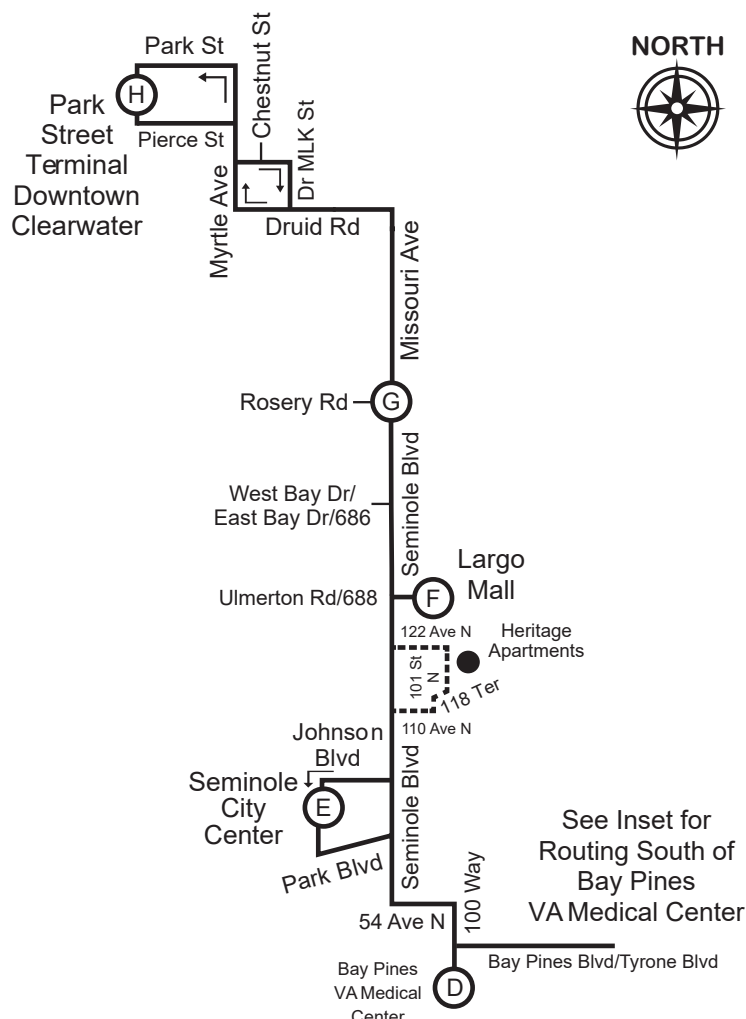 Park St
Chestnut St
NORTH
H
Park
Street
Terminal
Downtown
Clearwater
Pierce St
Dr MLK St
Myrtle Ave
Druid Rd
Missouri Ave
Rosery Rd
G
Seminole Blvd
West Bay Dr/
East Bay Dr/686
Largo
Mall
Ulmerton Rd/688
F
122 Ave N
Heritage
Apartments
101 St
N
118 Ter
110 Ave N
Johnson
Blvd
Seminole
City
Center
E
Seminole Blvd
Park Blvd
See Inset for
Routing South of
Bay Pines
VA Medical Center
100 Way
54 Ave N
Bay Pines Blvd/Tyrone Blvd
Bay Pines
VA Medical
Center
D